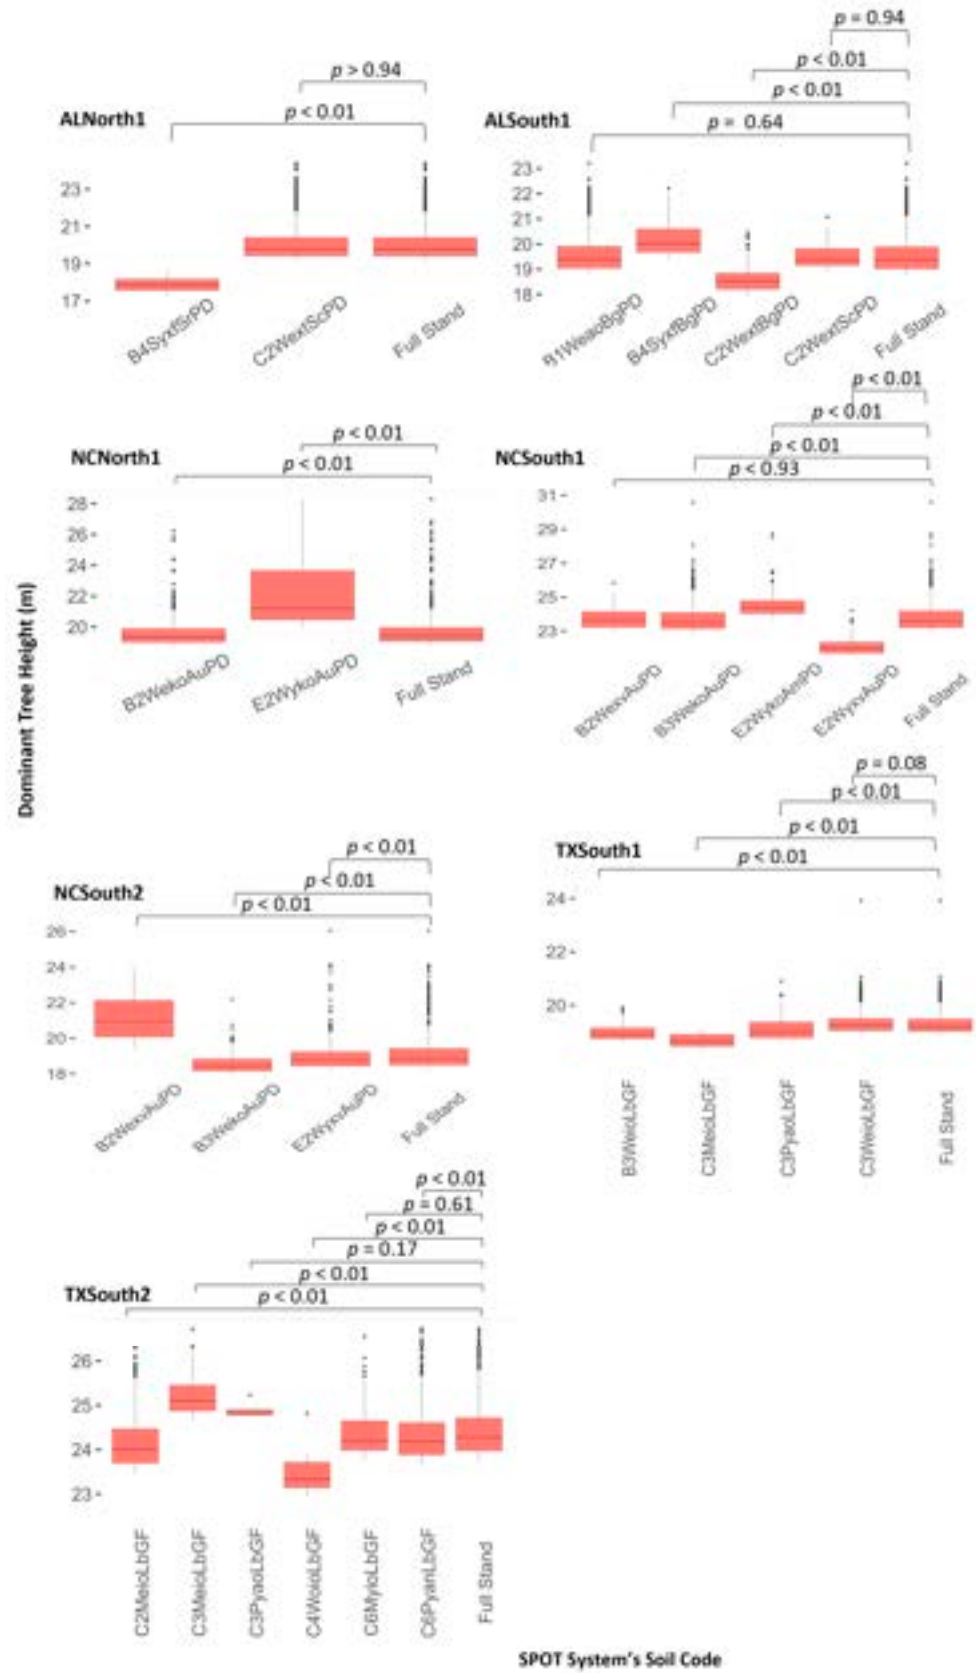 p = 0.94
p > 0.94
p < 0.01
p < 0.01
p < 0.01
p = 0.64
ALNorth1
ALSouth1
23
21
19
17
B4SyxfSrPD
C2WextScPD
Full Stand
23
22
21
20
19
18
B1WeaoBgPD
B4SyxfBgPD
C2WextBgPD
C2WextScPD
Full Stand
p < 0.01
p < 0.01
p < 0.01
p < 0.01
p < 0.01
p < 0.93
NCNorth1
NCSouth1
28
26
24
22
20
B2WekoAuPD
E2WykoAuPD
Full Stand
31
29
27
25
23
B2WexvAuPD
B3WekoAuPD
E2WykoAmPD
E2WyxvAuPD
Full Stand
Dominant Tree Height (m)
p = 0.08
p < 0.01
p < 0.01
p < 0.01
TXSouth1
24
22
20
B3WeioLbGF
C3MeioLbGF
C3PyaoLbGF
C3WeioLbGF
Full Stand
p < 0.01
p < 0.01
p < 0.01
NCSouth2
26
24
22
20
18
B2WexvAuPD
B3WekoAuPD
E2WyxvAuPD
Full Stand
p < 0.01
p = 0.61
p < 0.01
p = 0.17
p < 0.01
p < 0.01
TXSouth2
26
25
24
23
C2MeioLbGF
C3MeioLbGF
C3PyaoLbGF
C4WoioLbGF
C6MyioLbGF
C6PyanLbGF
Full Stand
SPOT System's Soil Code